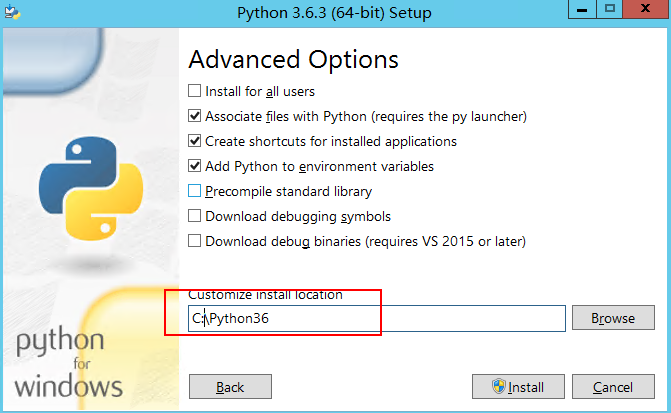 Python 3.6.3 (64-bit) Setup
Advanced Options
Install for all users
Associate files with Python (requires the py launcher)
Create shortcuts for installed applications
Add Python to environment variables
Precompile standard library
Download debugging symbols
Download debug binaries (requires VS 2015 or later)
Customize install location
C:\Python36
Browse
python
for
windows
Back
Install
Cancel